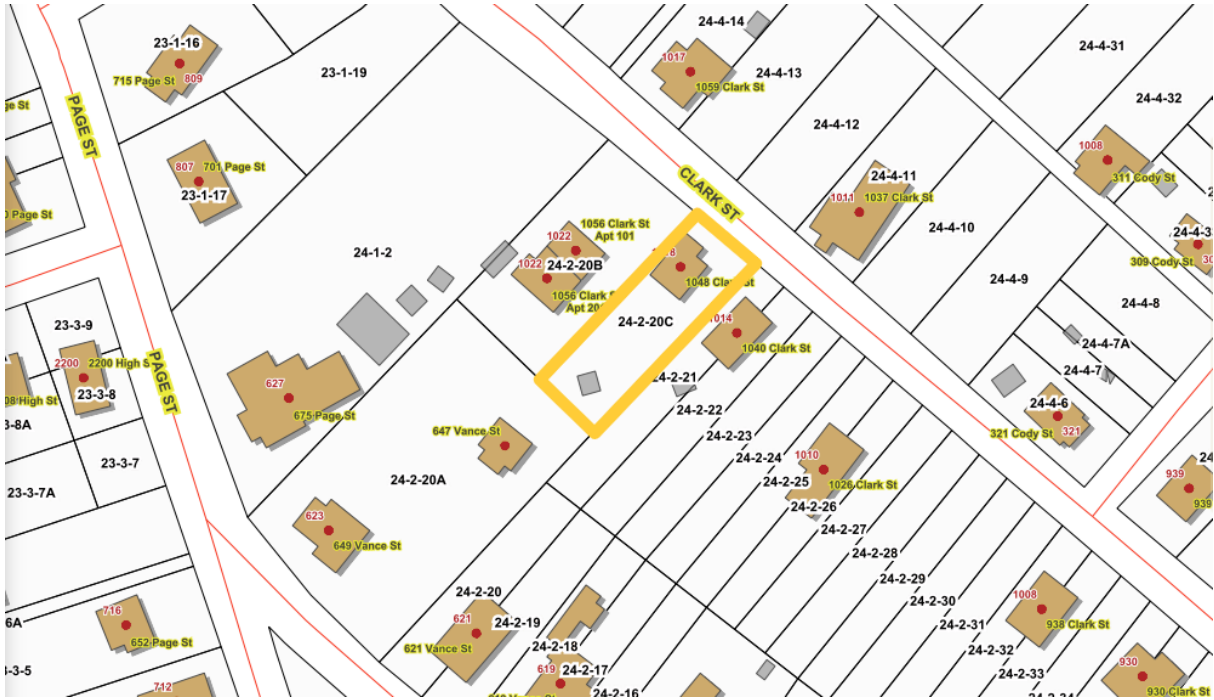 24-4-14
23-1-16
1017
24-4-31
715 Page St
809
23-1-19
24-4-13
1059 Clark St
24-4-32
PAGE ST
24-4-12
1008
807
701 Page St
24-4-11
311 Cody St
23-1-17
CLARK ST
1011
1037 Clark St
Page St
1056 Clark St
Apt 101
24-4-10
1022
309 Cody St
24-1-2
1022
24-2-20B
24-4-9
1056 Clark
Apt
24-4-8
23-3-9
24-2-20C
1014
1040 Clark St
24-4-7A
2200
2200 High S
PAGE ST
24-4-7
24-2-21
High St
23-3-8
627
24-4-6
24-2-22
675 Page St
321
647 Vance St
321 Cody St
24-2-23
23-3-7
24-2-24
1010
939
24-2-20A
24-2-25
1026 Clark St
23-3-7A
24-2-26
623
24-2-27
649 Vance St
24-2-28
24-2-29
24-2-20
24-2-30
1008
716
621
24-2-19
24-2-31
938 Clark St
652 Page St
621 Vance St
24-2-18
24-2-32
619
24-2-17
930
24-2-33
712
24-2-16
930 Clark St